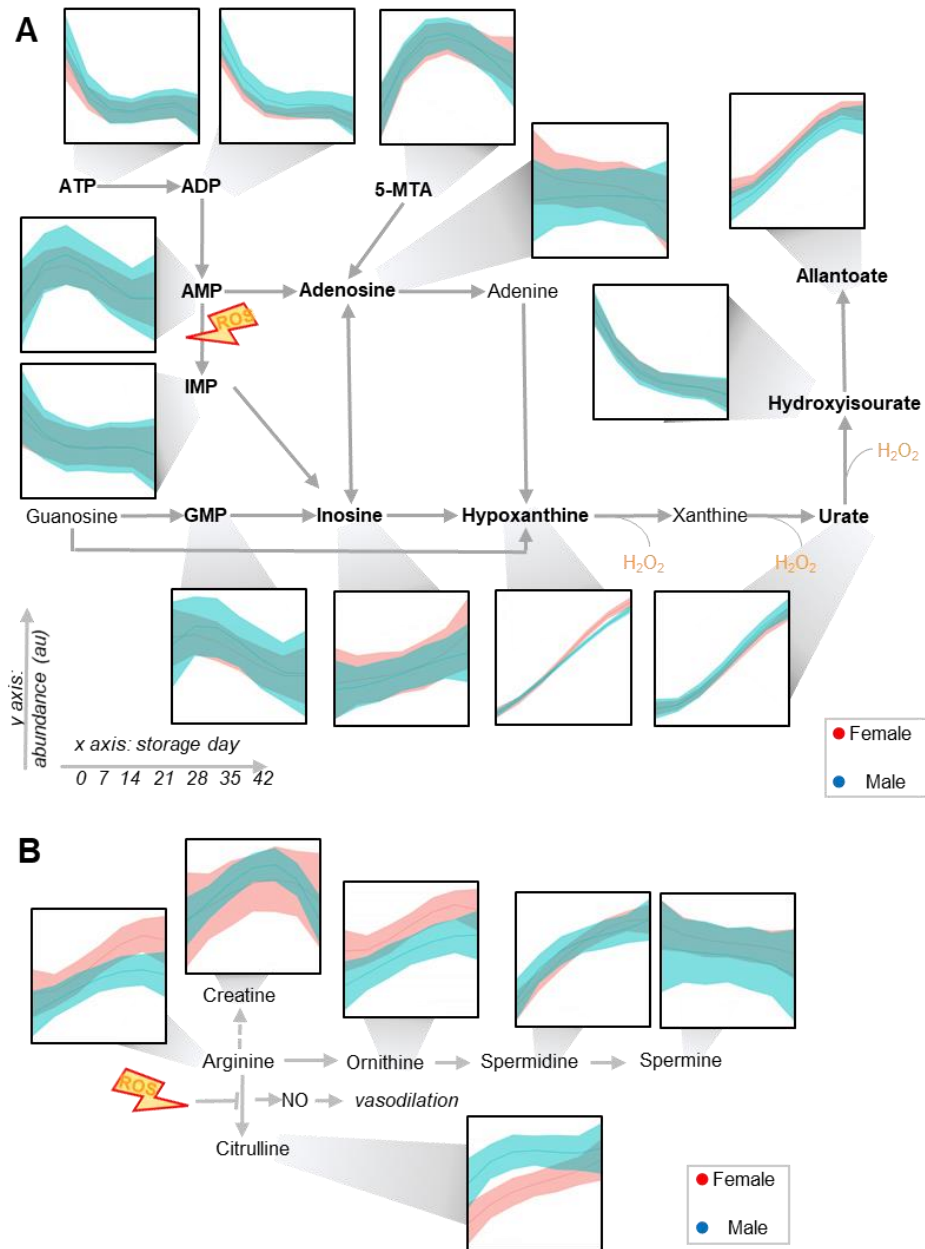 A
ATP
ADP
5-MTA
Allantoate
AMP
Adenosine
Adenine
ROS
IMP
Hydroxyisourate
H2O2
Guanosine
GMP
Inosine
Hypoxanthine
Xanthine
Urate
H2O2
H2O2
y axis:
abundance (au)
x axis: storage day
0 7 14 21 28 35 42
Female
Male
B
Creatine
Arginine
Ornithine
Spermidine
Spermine
ROS
NO
vasodilation
Citrulline
Female
Male